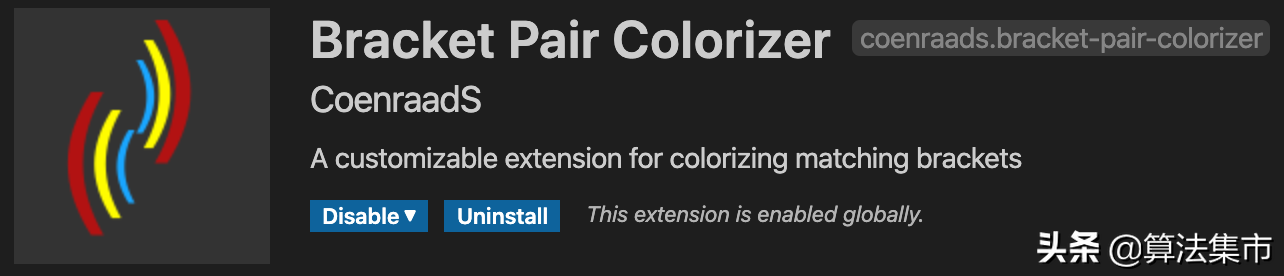 Bracket Pair Colorizer coenraads.bracket-pair-colorizer
CoenraadS
A customizable extension for colorizing matching brackets
Disable▼ Uninstall This extension is enabled globally.
头条 @算法集市